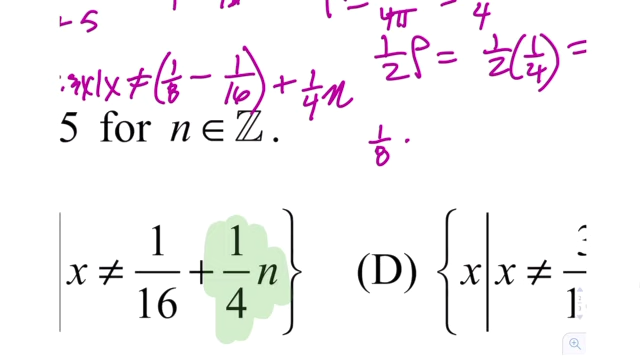 - 5
4π
4
1/2 P = 1/2 (1/4) =
x | x ≠ (1/8 - 1/16) + 1/4 n
5 for n ∈ ℤ.
1/8 .
x ≠ 1/16 + 1/4 n }
(D) { x | x ≠